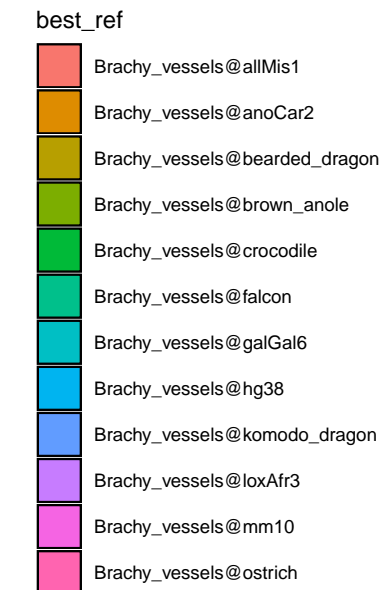 best_ref
Brachy_vessels@allMis1
Brachy_vessels@anoCar2
Brachy_vessels@bearded_dragon
Brachy_vessels@brown_anole
Brachy_vessels@crocodile
Brachy_vessels@falcon
Brachy_vessels@galGal6
Brachy_vessels@hg38
Brachy_vessels@komodo_dragon
Brachy_vessels@loxAfr3
Brachy_vessels@mm10
Brachy_vessels@ostrich